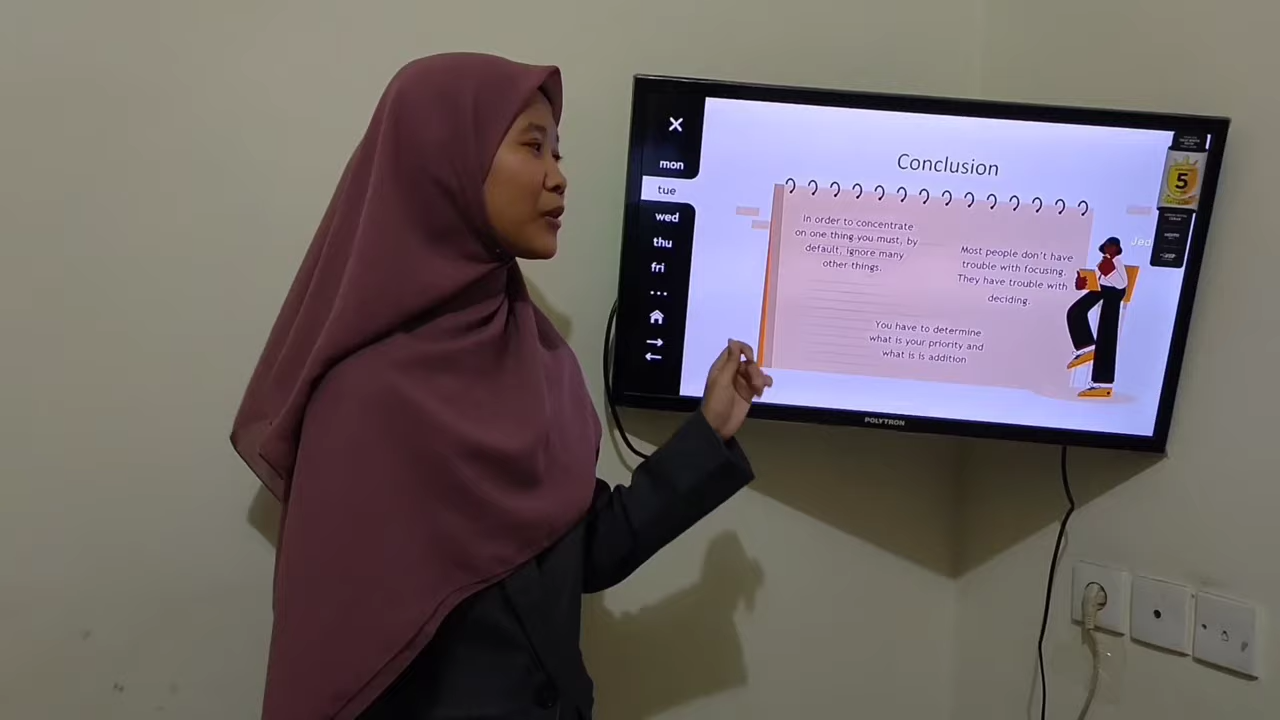 mon
tue
wed
thu
fri
...
Conclusion
In order to concentrate
on one thing you must, by
default, ignore many
other things.
Most people don't have
trouble with focusing.
They have trouble with
deciding.
You have to determine
what is your priority and
what is is addition
5
POLYTRON